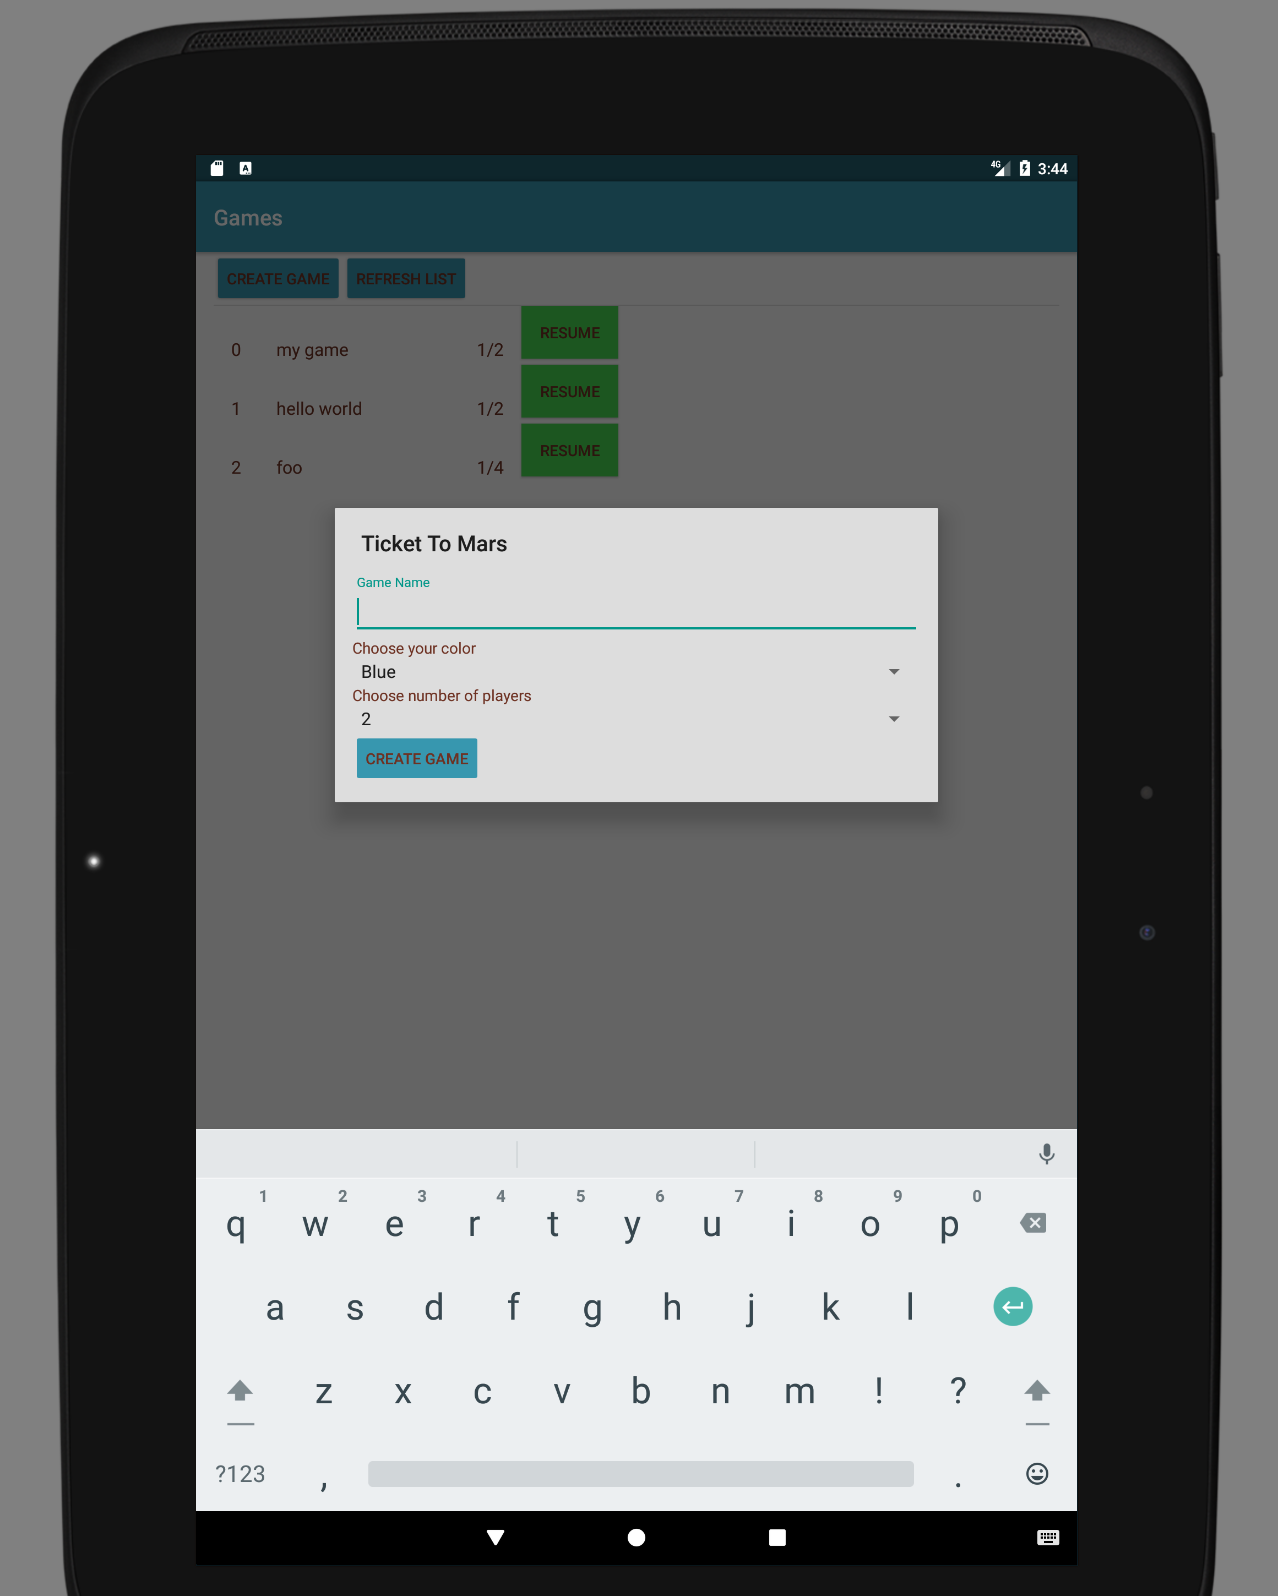 4G 3:44
Games
CREATE GAME REFRESH LIST
0 my game 1/2 RESUME
1 hello world 1/2 RESUME
2 foo 1/4 RESUME
Ticket To Mars
Game Name
Choose your color
Blue
Choose number of players
2
CREATE GAME
1 2 3 4 5 6 7 8 9 0
q w e r t y u i o p
a s d f g h j k l
z x c v b n m ! ?
?123 , .